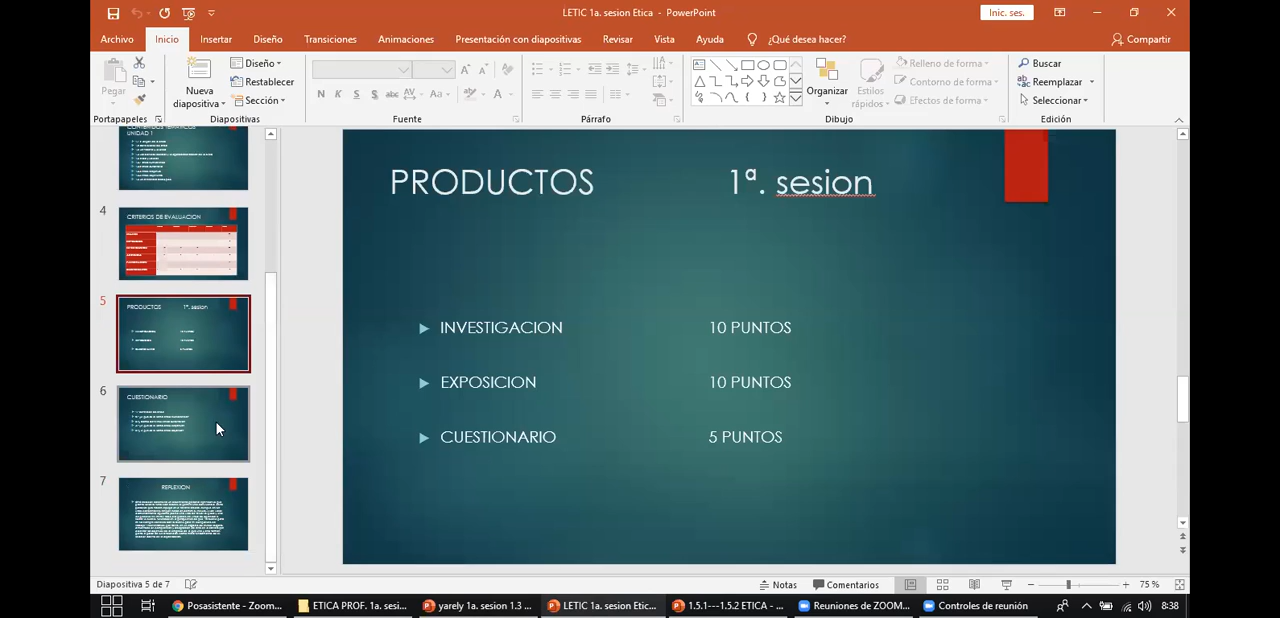 LETIC 1a. sesion Etica - PowerPoint
Inic. ses.
Archivo Inicio Insertar Diseño Transiciones Animaciones Presentación con diapositivas Revisar Vista Ayuda ¿Qué desea hacer? Compartir
Pegar
Nueva diapositiva
Diseño
Restablecer
Sección
N K S S abc AV Aa A
Organizar
Estilos rápidos
Relleno de forma
Contorno de forma
Efectos de forma
Buscar
Reemplazar
Seleccionar
Portapapeles Diapositivas Fuente Párrafo Dibujo Edición
UNIDAD 1
4
CRITERIOS DE EVALUACION
5
PRODUCTOS 1ª. sesion
6
CUESTIONARIO
7
REFLEXION
PRODUCTOS 1ª. sesion
INVESTIGACION 10 PUNTOS
EXPOSICION 10 PUNTOS
CUESTIONARIO 5 PUNTOS
Diapositiva 5 de 7
Notas Comentarios 75 %
Posasistente - Zoom... ETICA PROF. 1a. sesi... yarely 1a. sesion 1.3 ... LETIC 1a. sesion Etic... 1.5.1---1.5.2 ETICA - ... Reuniones de ZOOM... Controles de reunión 8:38